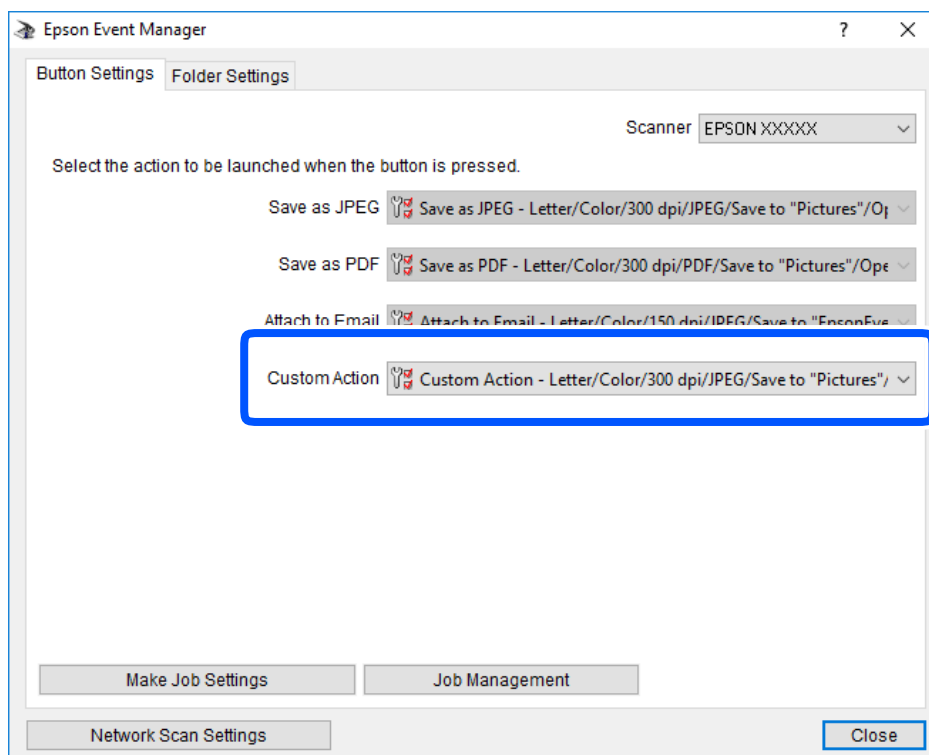 Epson Event Manager
Button Settings Folder Settings
Scanner EPSON XXXXX
Select the action to be launched when the button is pressed.
Save as JPEG Save as JPEG - Letter/Color/300 dpi/JPEG/Save to "Pictures"/Op
Save as PDF Save as PDF - Letter/Color/300 dpi/PDF/Save to "Pictures"/Ope
Attach to Email Attach to Email - Letter/Color/150 dpi/JPEG/Save to "EpsonEve
Custom Action Custom Action - Letter/Color/300 dpi/JPEG/Save to "Pictures"/
Make Job Settings Job Management
Network Scan Settings Close